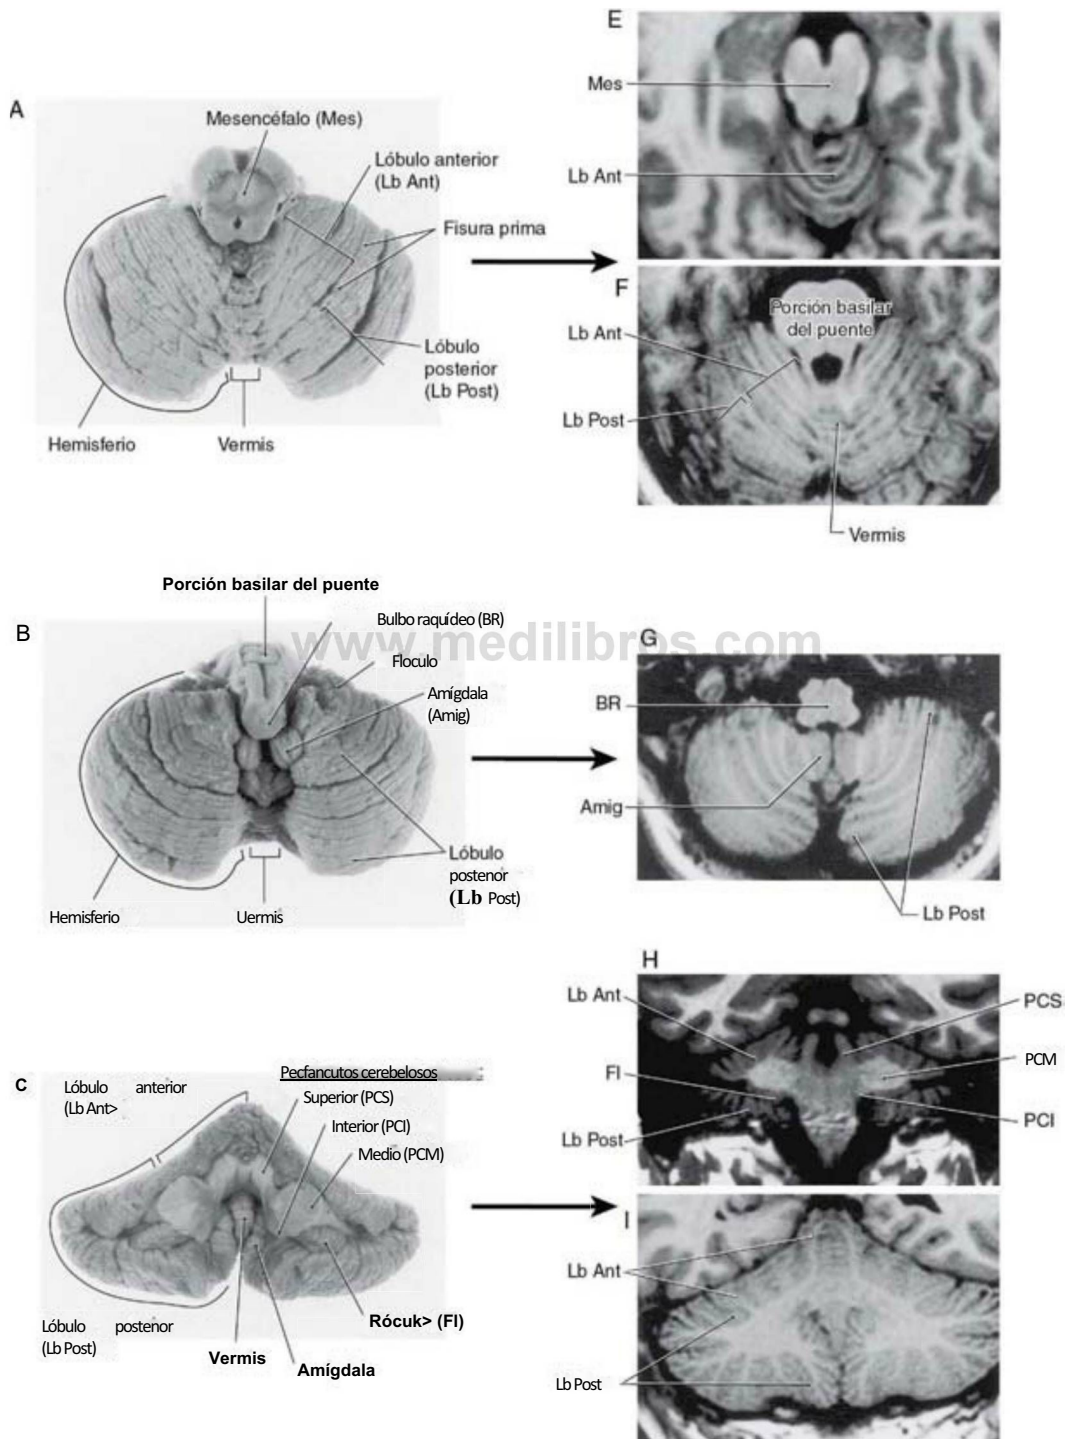 A
Mesencéfalo (Mes)
Lóbulo anterior
(Lb Ant)
Fisura prima
Lóbulo
posterior
(Lb Post)
Hemisferio
Vermis
E
Mes
Lb Ant
F
Porción basilar
del puente
Lb Ant
Lb Post
Vermis
Porción basilar del puente
B
Bulbo raquídeo (BR)
www.medilibros.com
Floculo
Amígdala
(Amig)
Lóbulo
postenor
(Lb Post)
Hemisferio
Uermis
G
BR
Amig
Lb Post
C
Lóbulo anterior
(Lb Ant>
Pecfancutos cerebelosos
Superior (PCS)
Interior (PCI)
Medio (PCM)
Rócuk> (Fl)
Lóbulo postenor
(Lb Post)
Vermis
Amígdala
H
Lb Ant
PCS
PCM
Fl
PCI
Lb Post
I
Lb Ant
Lb Post